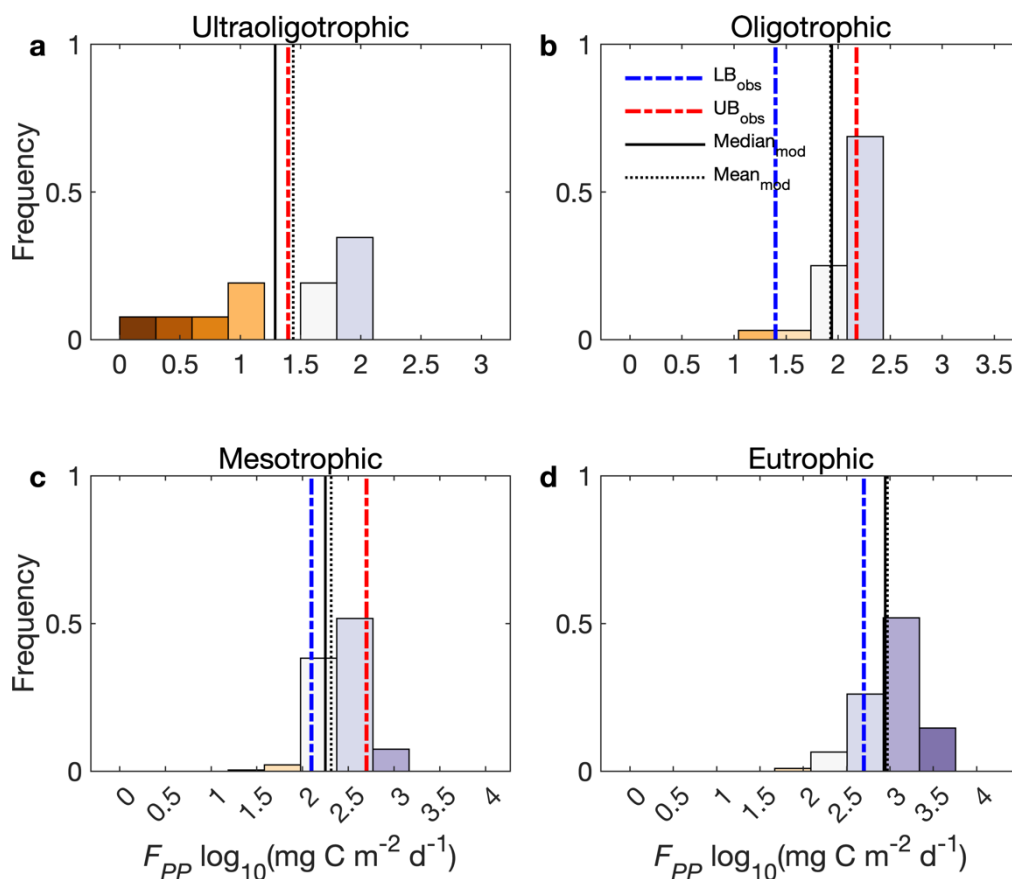 a Ultraoligotrophic
1
0.5
0
Frequency
0 0.5 1 1.5 2 2.5 3
b Oligotrophic
1
0.5
0
LB_obs
UB_obs
Median_mod
Mean_mod
0 0.5 1 1.5 2 2.5 3 3.5
c Mesotrophic
1
0.5
0
Frequency
0 0.5 1 1.5 2 2.5 3 3.5 4
F_PP log_10(mg C m^-2 d^-1)
d Eutrophic
1
0.5
0
0 0.5 1 1.5 2 2.5 3 3.5 4
F_PP log_10(mg C m^-2 d^-1)